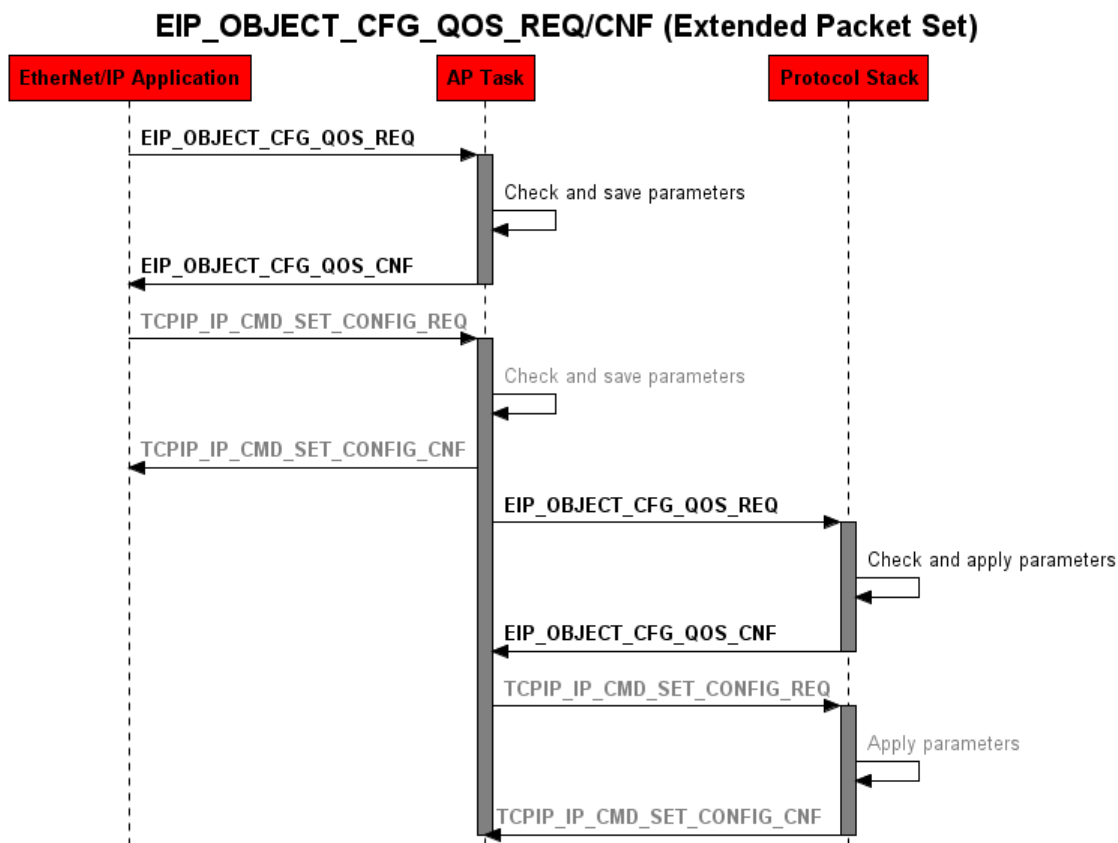 EIP_OBJECT_CFG_QOS_REQ/CNF (Extended Packet Set)
EtherNet/IP Application
AP Task
Protocol Stack
EIP_OBJECT_CFG_QOS_REQ
Check and save parameters
EIP_OBJECT_CFG_QOS_CNF
TCPIP_IP_CMD_SET_CONFIG_REQ
Check and save parameters
TCPIP_IP_CMD_SET_CONFIG_CNF
EIP_OBJECT_CFG_QOS_REQ
Check and apply parameters
EIP_OBJECT_CFG_QOS_CNF
TCPIP_IP_CMD_SET_CONFIG_REQ
Apply parameters
TCPIP_IP_CMD_SET_CONFIG_CNF